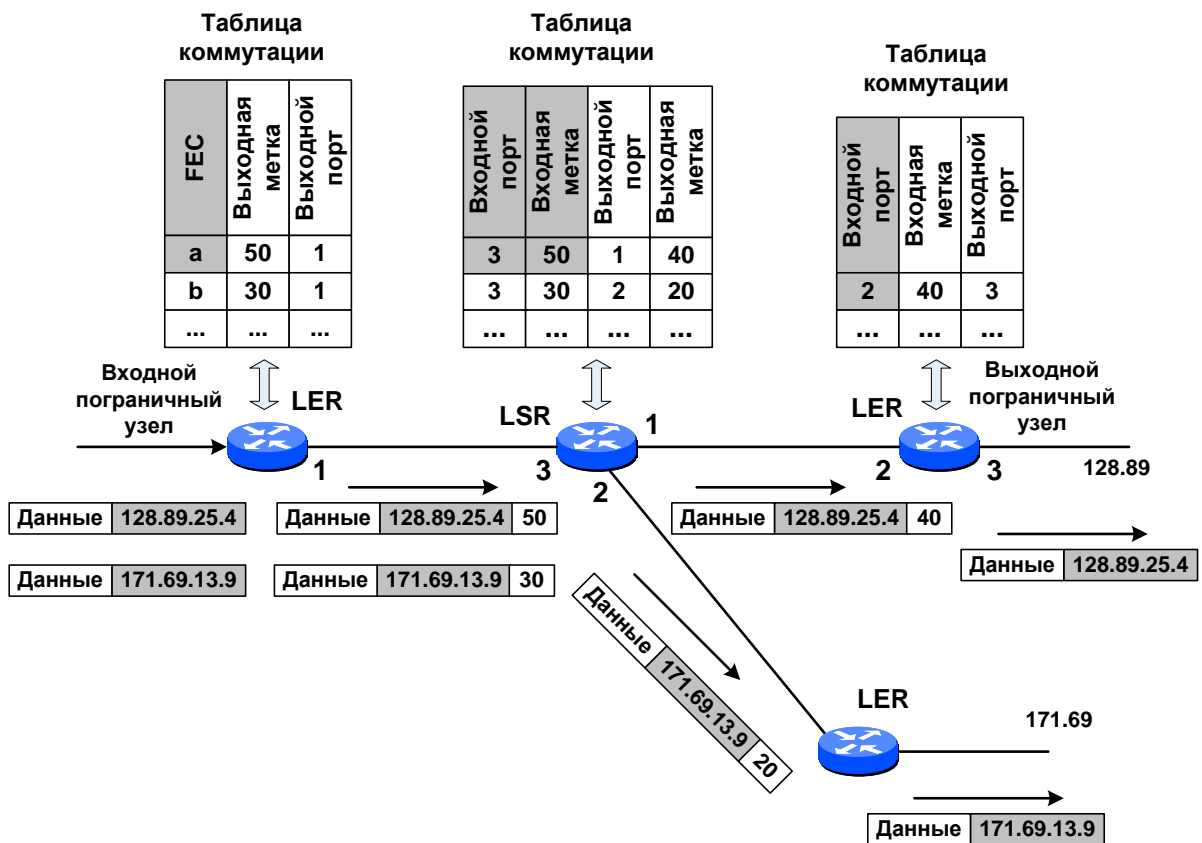 Таблица
коммутации
Таблица
коммутации
Таблица
коммутации
FEC
Выходная
метка
Выходной
порт
a 50 1
b 30 1
... ... ...
Входной
порт
Входная
метка
Выходной
порт
Выходная
метка
3 50 1 40
3 30 2 20
... ... ... ...
Входной
порт
Входная
метка
Выходной
порт
2 40 3
... ... ...
Входной
пограничный
узел
LER
LSR
LER
Выходной
пограничный
узел
1
3
1
2
2
3
128.89
Данные 128.89.25.4
Данные 128.89.25.4 50
Данные 128.89.25.4 40
Данные 128.89.25.4
Данные 171.69.13.9
Данные 171.69.13.9 30
Данные 171.69.13.9 20
LER
171.69
Данные 171.69.13.9